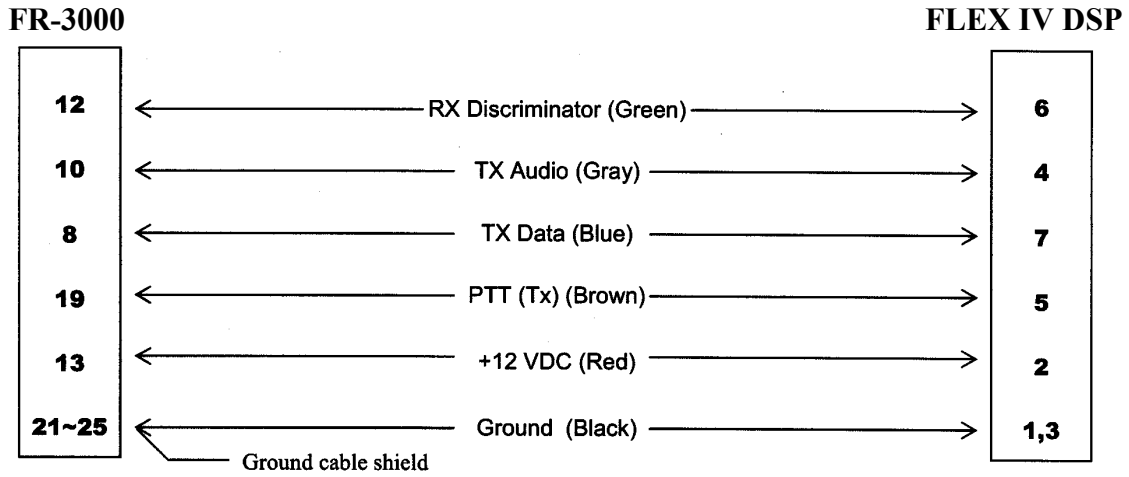 FR-3000 FLEX IV DSP
12 RX Discriminator (Green) 6
10 TX Audio (Gray) 4
8 TX Data (Blue) 7
19 PTT (Tx) (Brown) 5
13 +12 VDC (Red) 2
21~25 Ground (Black) 1,3
Ground cable shield